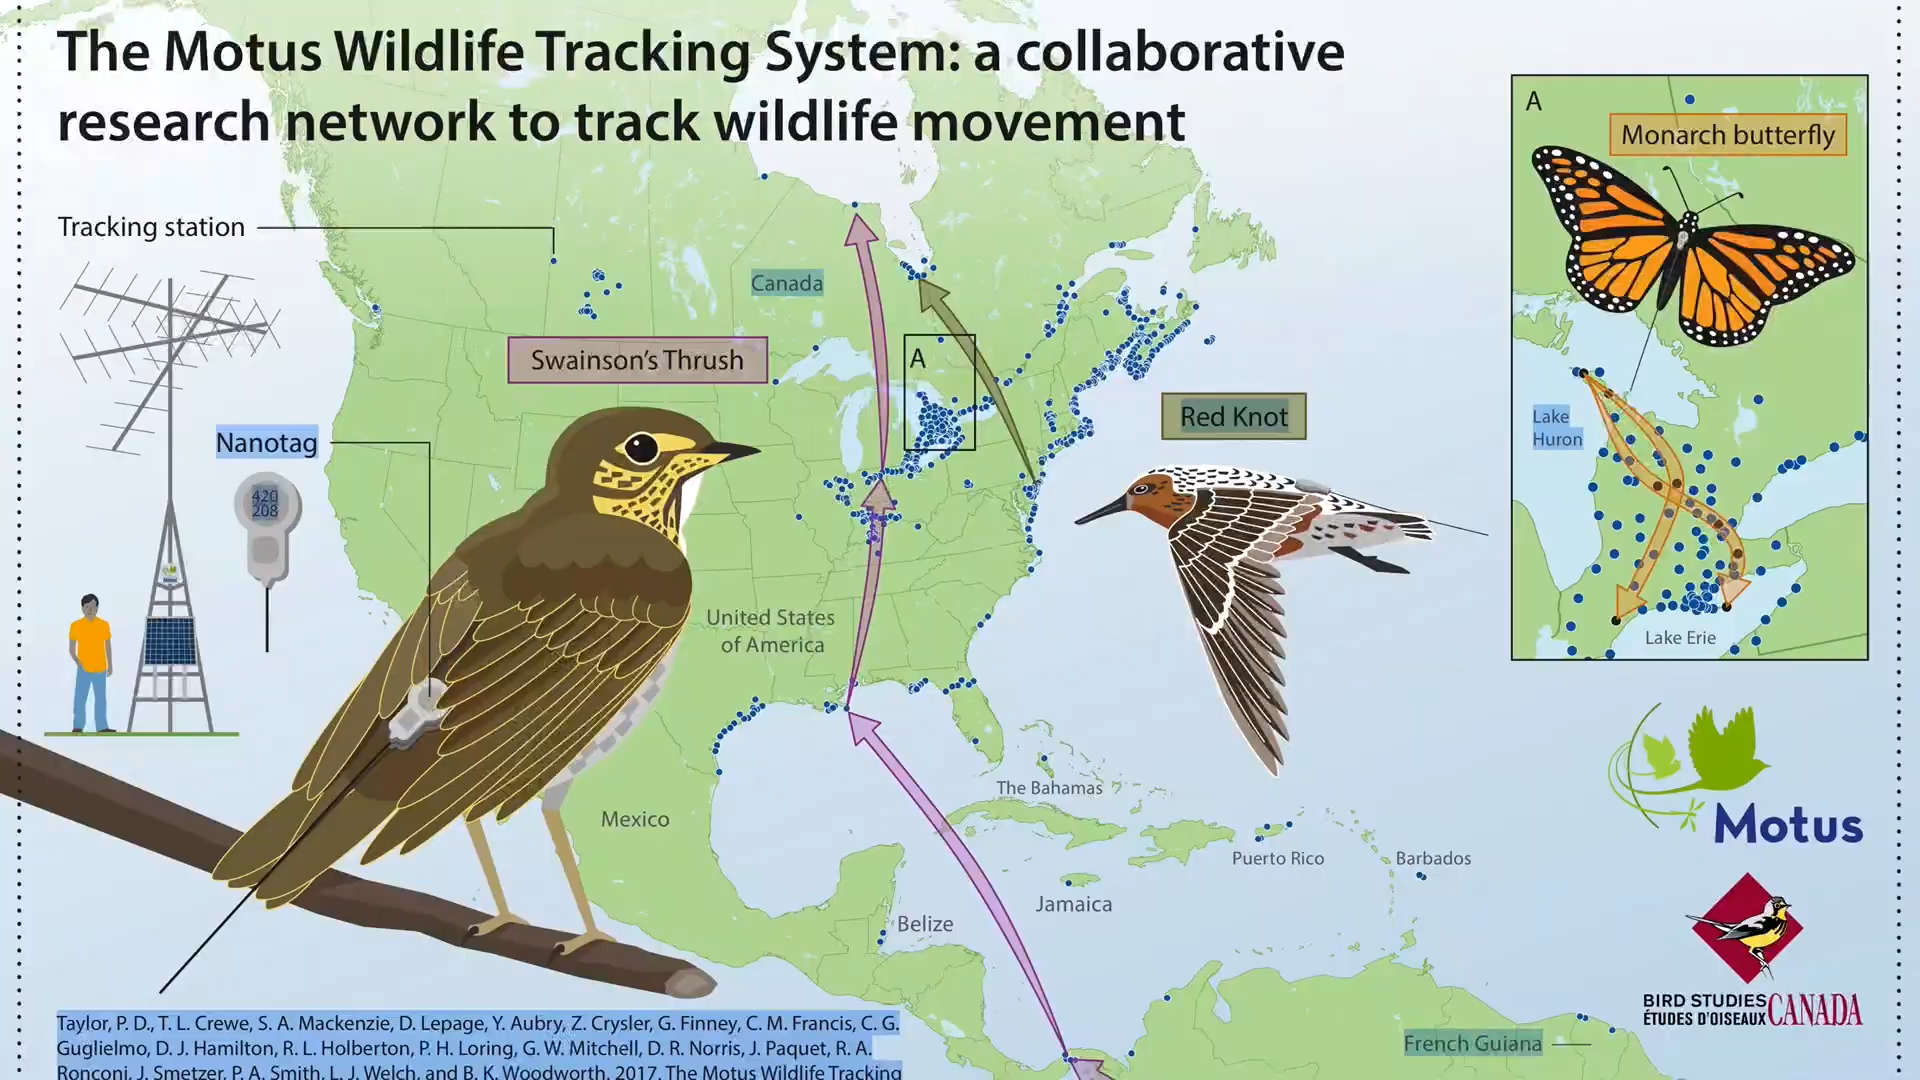 The Motus Wildlife Tracking System: a collaborative
research network to track wildlife movement
A
Monarch butterfly
Tracking station
Canada
Swainson's Thrush
A
Red Knot
Lake
Huron
Nanotag
420
208
United States
of America
Lake Erie
The Bahamas
Mexico
Motus
Puerto Rico
Barbados
Jamaica
Belize
BIRD STUDIES
ÉTUDES D'OISEAUX CANADA
French Guiana
Taylor, P. D., T. L. Crewe, S. A. Mackenzie, D. Lepage, Y. Aubry, Z. Crysler, G. Finney, C. M. Francis, C. G.
Guglielmo, D. J. Hamilton, R. L. Holberton, P. H. Loring, G. W. Mitchell, D. R. Norris, J. Paquet, R. A.
Ronconi, J. Smetzer, P. A. Smith, L. J. Welch, and B. K. Woodworth. 2017. The Motus Wildlife Tracking